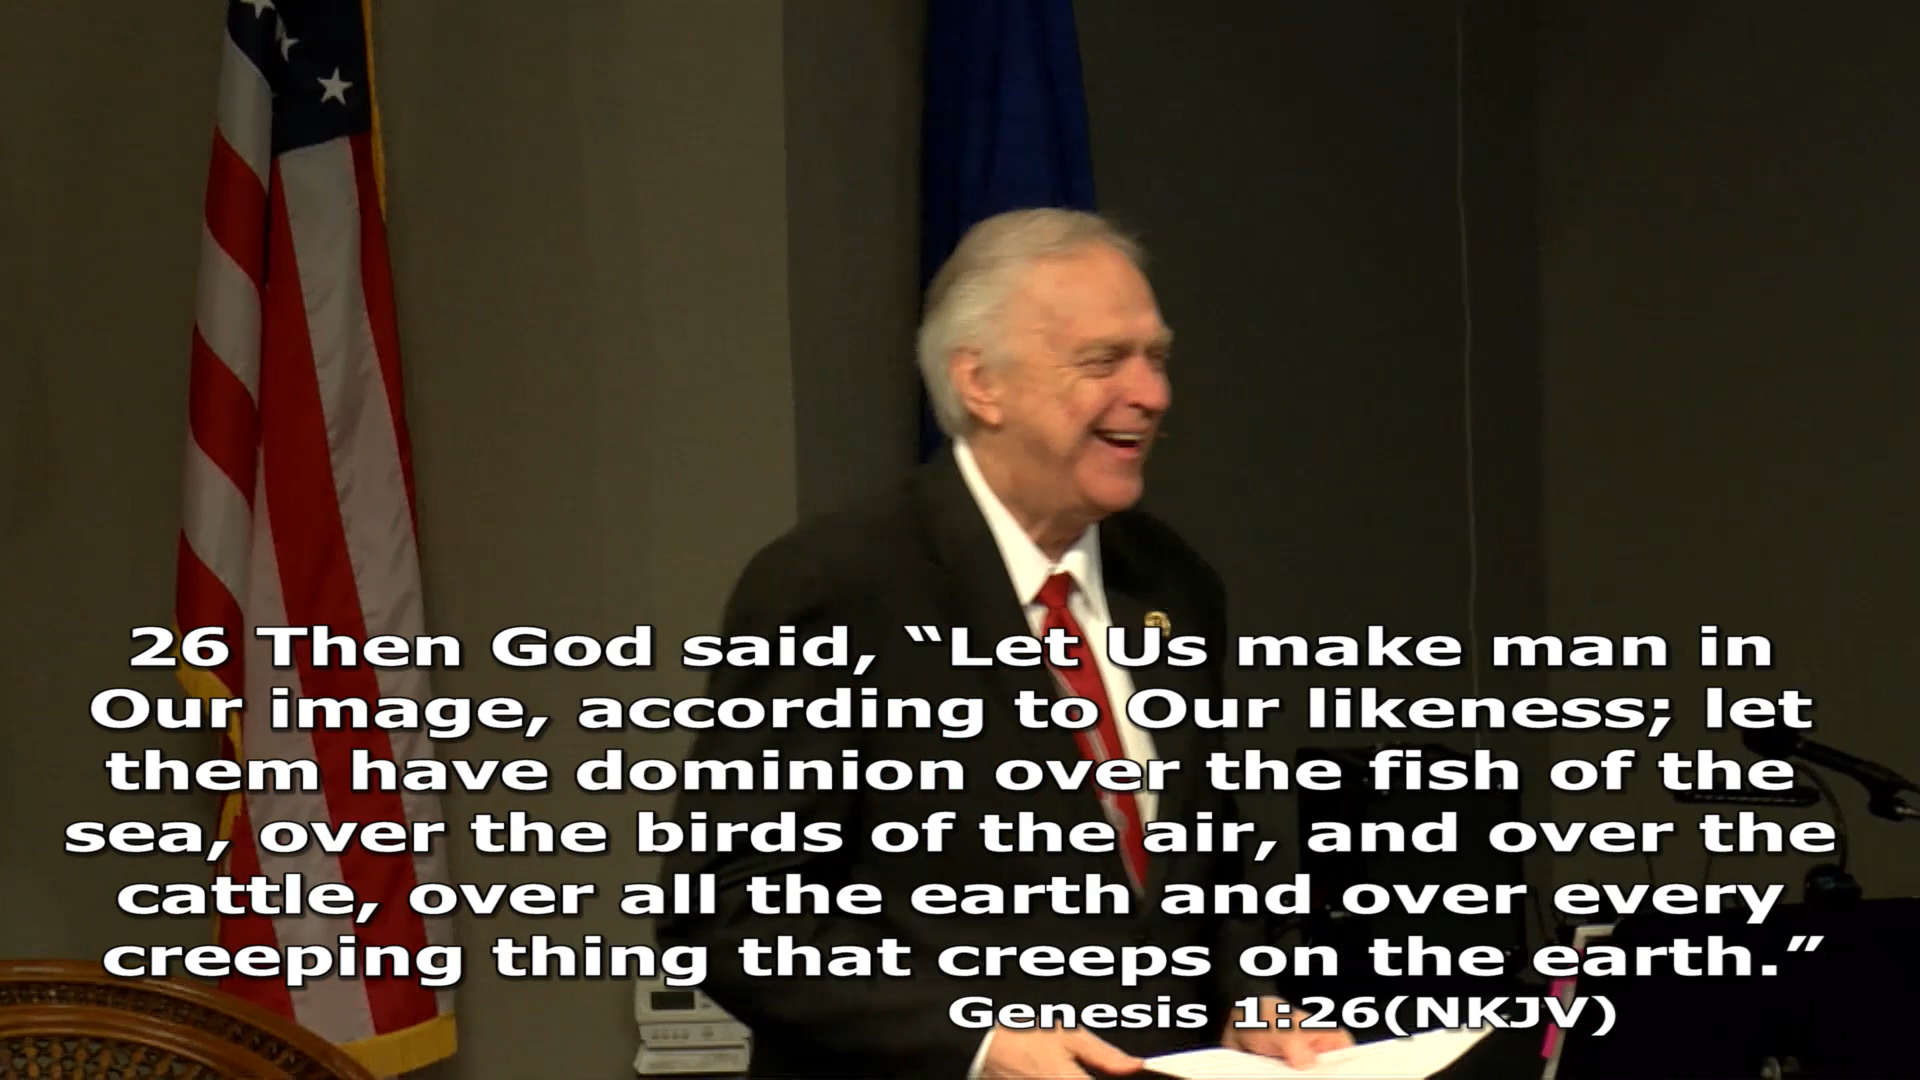 26 Then God said, “Let Us make man in
Our image, according to Our likeness; let
them have dominion over the fish of the
sea, over the birds of the air, and over the
cattle, over all the earth and over every
creeping thing that creeps on the earth.”
Genesis 1:26(NKJV)